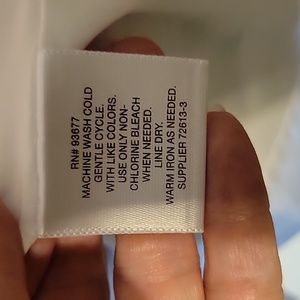 RN# 93677
MACHINE WASH COLD
GENTLE CYCLE.
WITH LIKE COLORS.
USE ONLY NON-
CHLORINE BLEACH
WHEN NEEDED.
LINE DRY.
WARM IRON AS NEEDED.
SUPPLIER 72613-3